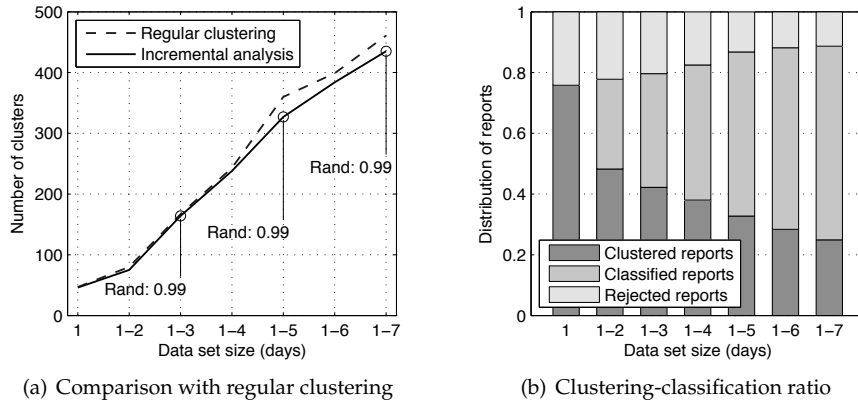 500
400
300
200
100
0
Number of clusters
Regular clustering
Incremental analysis
Rand: 0.99
Rand: 0.99
Rand: 0.99
1 1−2 1−3 1−4 1−5 1−6 1−7
Data set size (days)
(a) Comparison with regular clustering
1
0.8
0.6
0.4
0.2
0
Distribution of reports
Clustered reports
Classified reports
Rejected reports
1 1−2 1−3 1−4 1−5 1−6 1−7
Data set size (days)
(b) Clustering-classification ratio